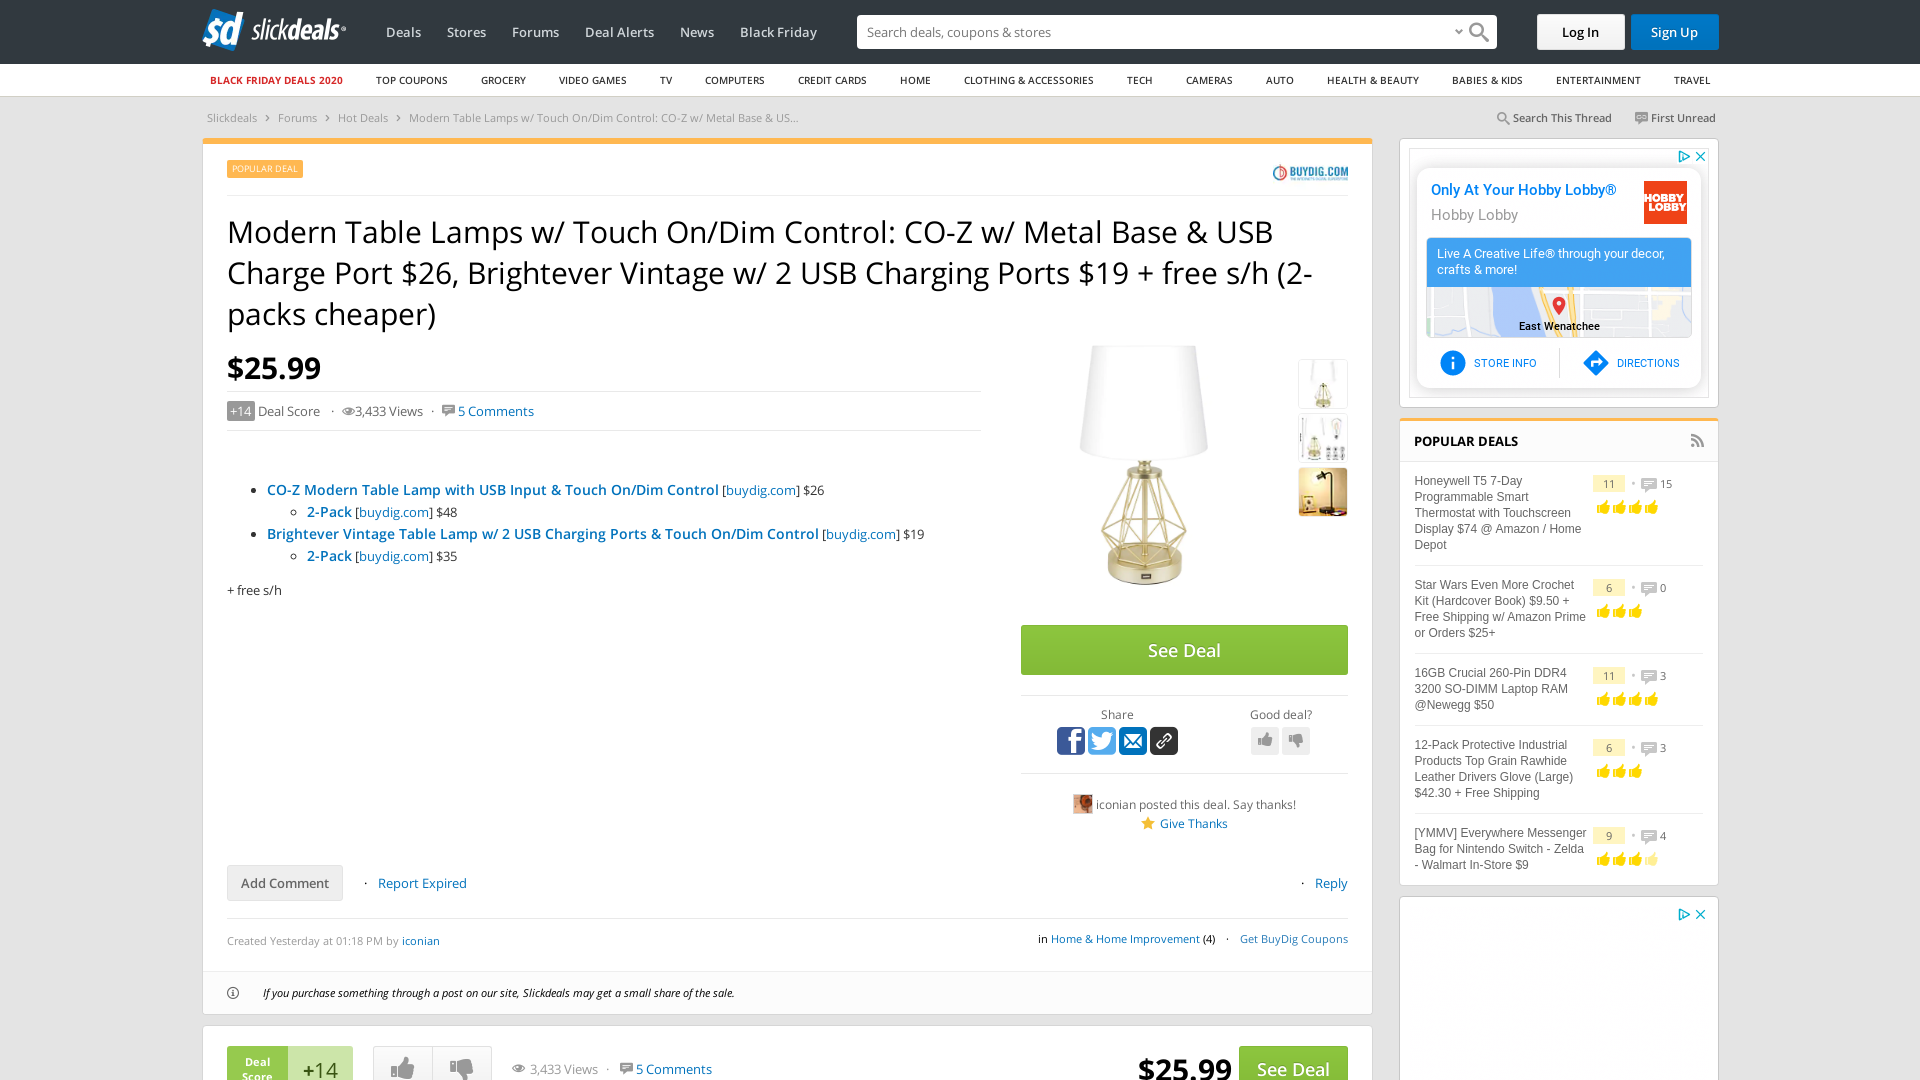 slickdeals
Deals Stores Forums Deal Alerts News Black Friday
Search deals, coupons & stores
Log In Sign Up
BLACK FRIDAY DEALS 2020 TOP COUPONS GROCERY VIDEO GAMES TV COMPUTERS CREDIT CARDS HOME CLOTHING & ACCESSORIES TECH CAMERAS AUTO HEALTH & BEAUTY BABIES & KIDS ENTERTAINMENT TRAVEL
Slickdeals › Forums › Hot Deals › Modern Table Lamps w/ Touch On/Dim Control: CO-Z w/ Metal Base & US...
Search This Thread First Unread
POPULAR DEAL
BUYDIG.COM
Modern Table Lamps w/ Touch On/Dim Control: CO-Z w/ Metal Base & USB
Charge Port $26, Brightever Vintage w/ 2 USB Charging Ports $19 + free s/h (2-
packs cheaper)
$25.99
+14 Deal Score · 3,433 Views · 5 Comments
• CO-Z Modern Table Lamp with USB Input & Touch On/Dim Control [buydig.com] $26
2-Pack [buydig.com] $48
• Brightever Vintage Table Lamp w/ 2 USB Charging Ports & Touch On/Dim Control [buydig.com] $19
2-Pack [buydig.com] $35
+ free s/h
See Deal
Share
Good deal?
iconian posted this deal. Say thanks!
Give Thanks
Add Comment · Report Expired
· Reply
Created Yesterday at 01:18 PM by iconian
in Home & Home Improvement (4) · Get BuyDig Coupons
If you purchase something through a post on our site, Slickdeals may get a small share of the sale.
Deal
Score
+14
3,433 Views · 5 Comments
$25.99
See Deal
Only At Your Hobby Lobby®
Hobby Lobby
HOBBY
LOBBY
Live A Creative Life® through your decor,
crafts & more!
East Wenatchee
STORE INFO
DIRECTIONS
POPULAR DEALS
Honeywell T5 7-Day
Programmable Smart
Thermostat with Touchscreen
Display $74 @ Amazon / Home
Depot
11 • 15
Star Wars Even More Crochet
Kit (Hardcover Book) $9.50 +
Free Shipping w/ Amazon Prime
or Orders $25+
6 • 0
16GB Crucial 260-Pin DDR4
3200 SO-DIMM Laptop RAM
@Newegg $50
11 • 3
12-Pack Protective Industrial
Products Top Grain Rawhide
Leather Drivers Glove (Large)
$42.30 + Free Shipping
6 • 3
[YMMV] Everywhere Messenger
Bag for Nintendo Switch - Zelda
- Walmart In-Store $9
9 • 4